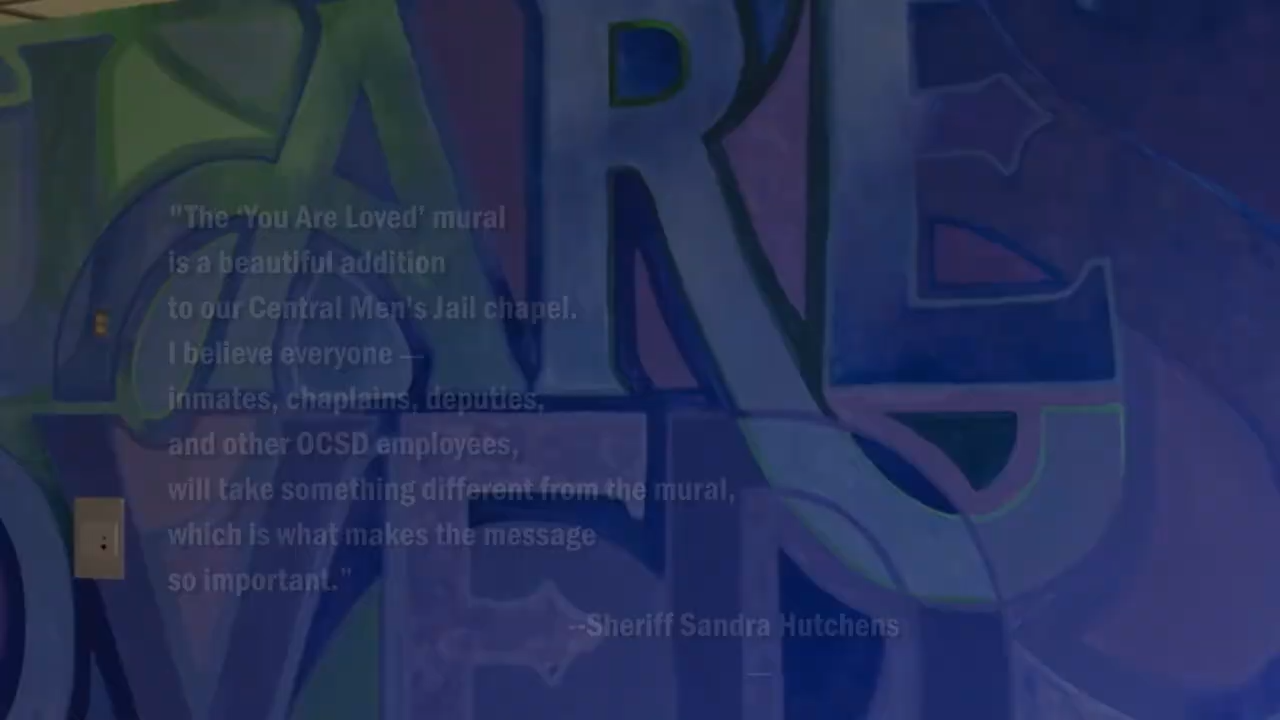 ARE
"The 'You Are Loved' mural
is a beautiful addition
to our Central Men's Jail chapel.
I believe everyone —
inmates, chaplains, deputies,
and other OCSD employees,
will take something different from the mural,
which is what makes the message
so important."
--Sheriff Sandra Hutchens
—
OVE